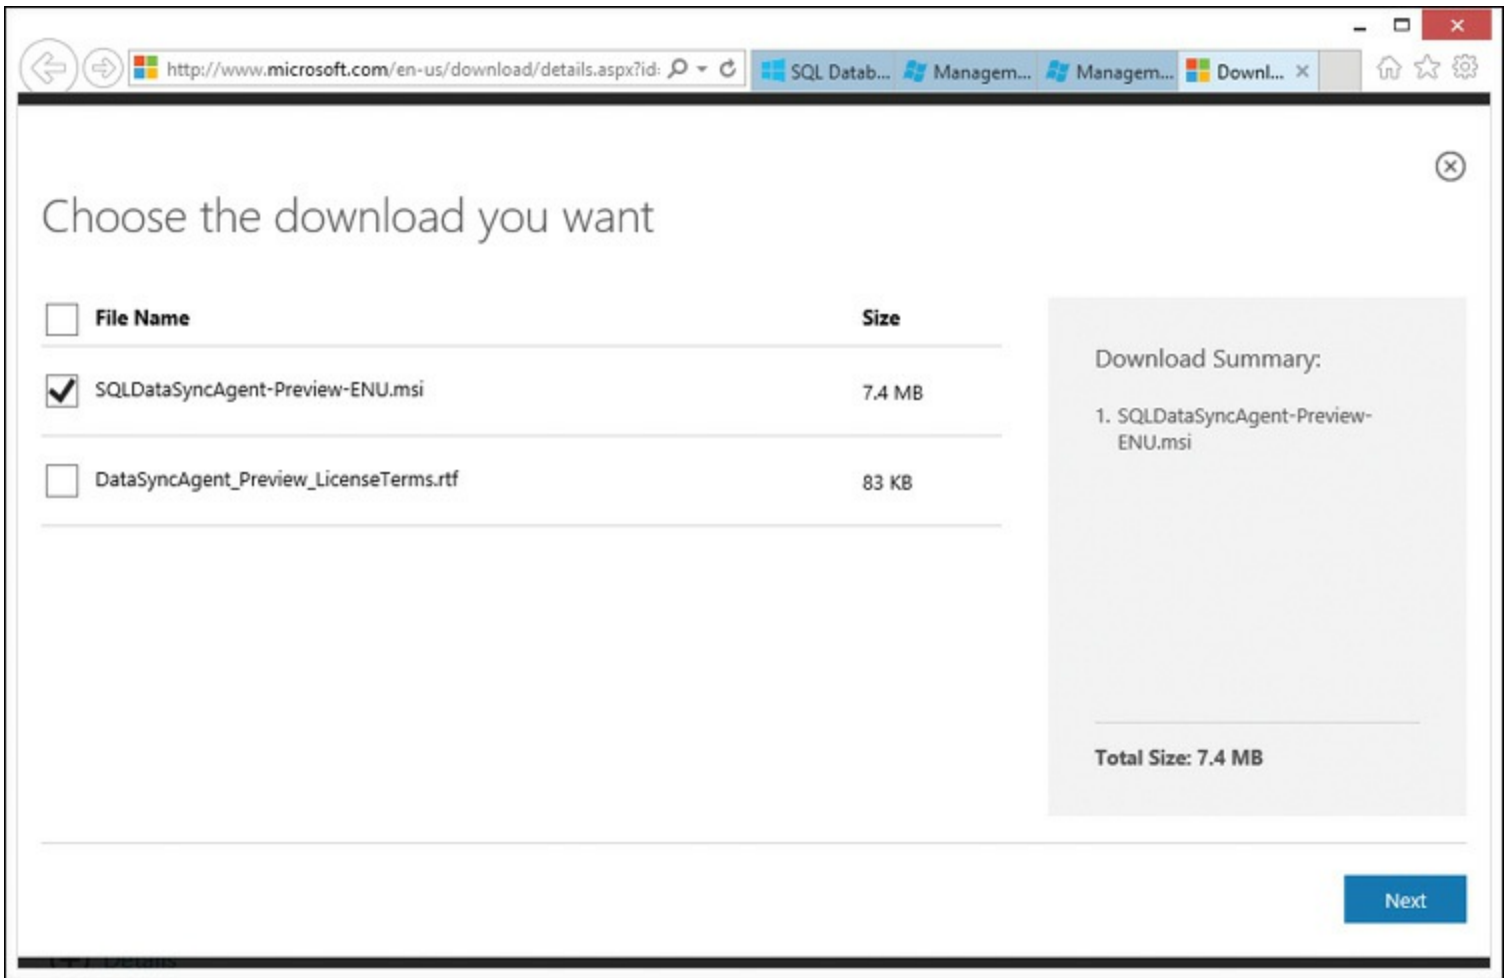 http://www.microsoft.com/en-us/download/details.aspx?id: SQL Datab... Managem... Managem... Downl...
Choose the download you want
File Name Size
SQLDataSyncAgent-Preview-ENU.msi 7.4 MB
DataSyncAgent_Preview_LicenseTerms.rtf 83 KB
Download Summary:
1. SQLDataSyncAgent-Preview-
ENU.msi
Total Size: 7.4 MB
Next
Details